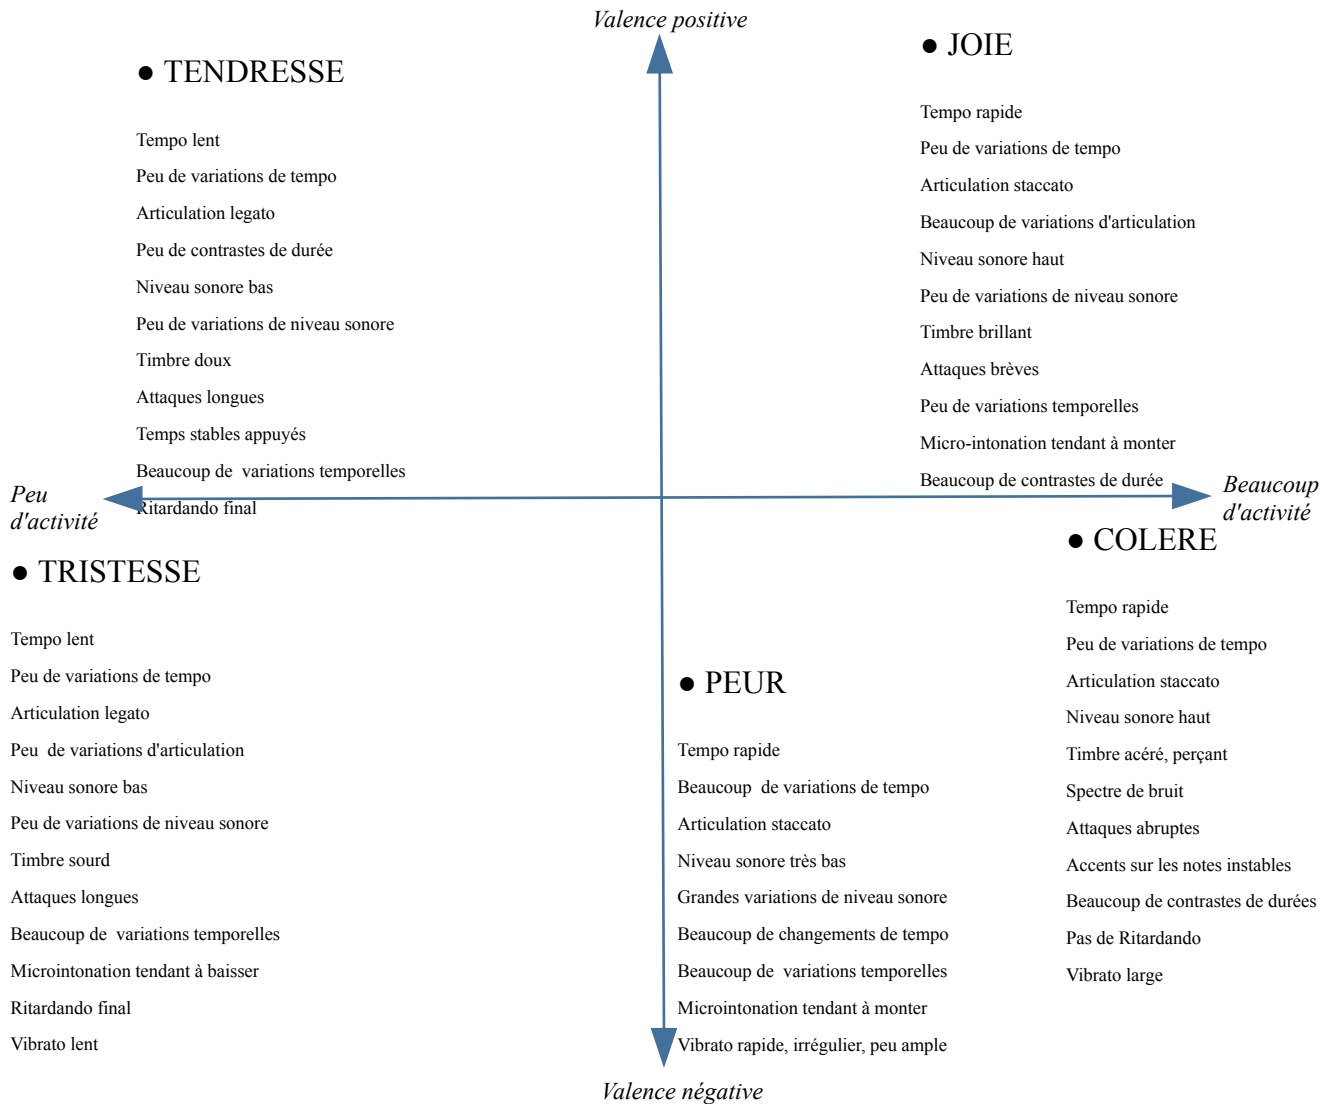 Valence positive
● TENDRESSE
Tempo lent
Peu de variations de tempo
Articulation legato
Peu de contrastes de durée
Niveau sonore bas
Peu de variations de niveau sonore
Timbre doux
Attaques longues
Temps stables appuyés
Beaucoup de  variations temporelles
Ritardando final
● JOIE
Tempo rapide
Peu de variations de tempo
Articulation staccato
Beaucoup de variations d'articulation
Niveau sonore haut
Peu de variations de niveau sonore
Timbre brillant
Attaques brèves
Peu de variations temporelles
Micro-intonation tendant à monter
Beaucoup de contrastes de durée
Peu
d'activité
Beaucoup
d'activité
● TRISTESSE
Tempo lent
Peu de variations de tempo
Articulation legato
Peu  de variations d'articulation
Niveau sonore bas
Peu de variations de niveau sonore
Timbre sourd
Attaques longues
Beaucoup de  variations temporelles
Microintonation tendant à baisser
Ritardando final
Vibrato lent
● PEUR
Tempo rapide
Beaucoup  de variations de tempo
Articulation staccato
Niveau sonore très bas
Grandes variations de niveau sonore
Beaucoup de changements de tempo
Beaucoup de  variations temporelles
Microintonation tendant à monter
Vibrato rapide, irrégulier, peu ample
● COLERE
Tempo rapide
Peu de variations de tempo
Articulation staccato
Niveau sonore haut
Timbre acéré, perçant
Spectre de bruit
Attaques abruptes
Accents sur les notes instables
Beaucoup de contrastes de durées
Pas de Ritardando
Vibrato large
Valence négative